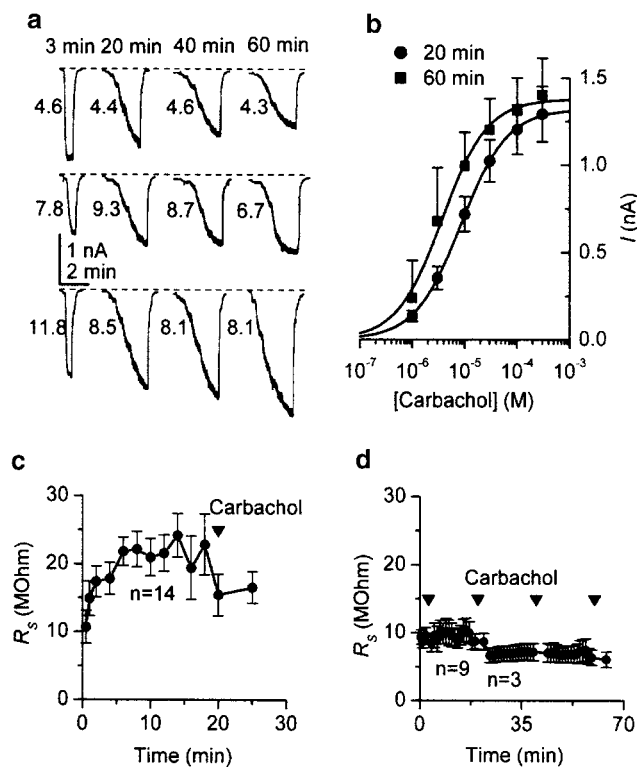 a
3 min 20 min 40 min 60 min
4.6 4.4 4.6 4.3
7.8 9.3 8.7 6.7
1 nA
2 min
11.8 8.5 8.1 8.1
b
● 20 min
■ 60 min
1.5
1.0
0.5
0.0
I (nA)
10⁻⁷ 10⁻⁶ 10⁻⁵ 10⁻⁴ 10⁻³
[Carbachol] (M)
c
30
20
10
0
Rs (MOhm)
Carbachol
n=14
0 10 20 30
Time (min)
d
30
20
10
0
Rs (MOhm)
Carbachol
n=9
n=3
0 35 70
Time (min)